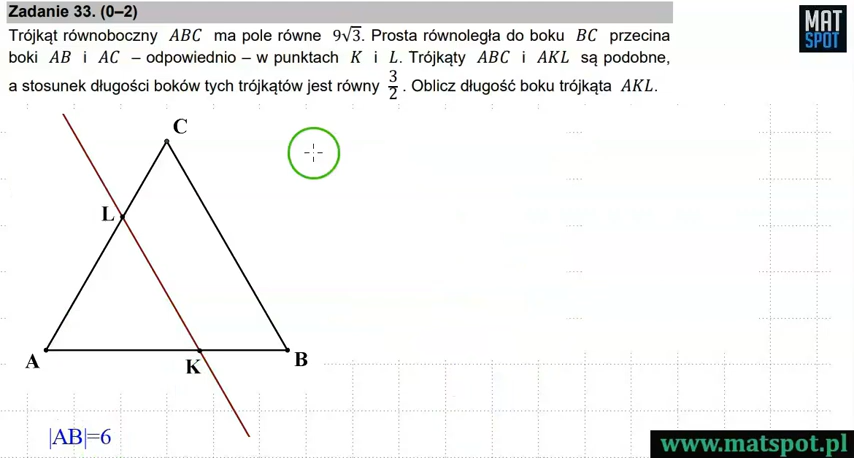 Zadanie 33. (0–2)
MAT
SPOT
Trójkąt równoboczny ABC ma pole równe 9√3. Prosta równoległa do boku BC przecina
boki AB i AC – odpowiednio – w punktach K i L. Trójkąty ABC i AKL są podobne,
a stosunek długości boków tych trójkątów jest równy 3/2. Oblicz długość boku trójkąta AKL.
C
L
A
K
B
|AB|=6
www.matspot.pl